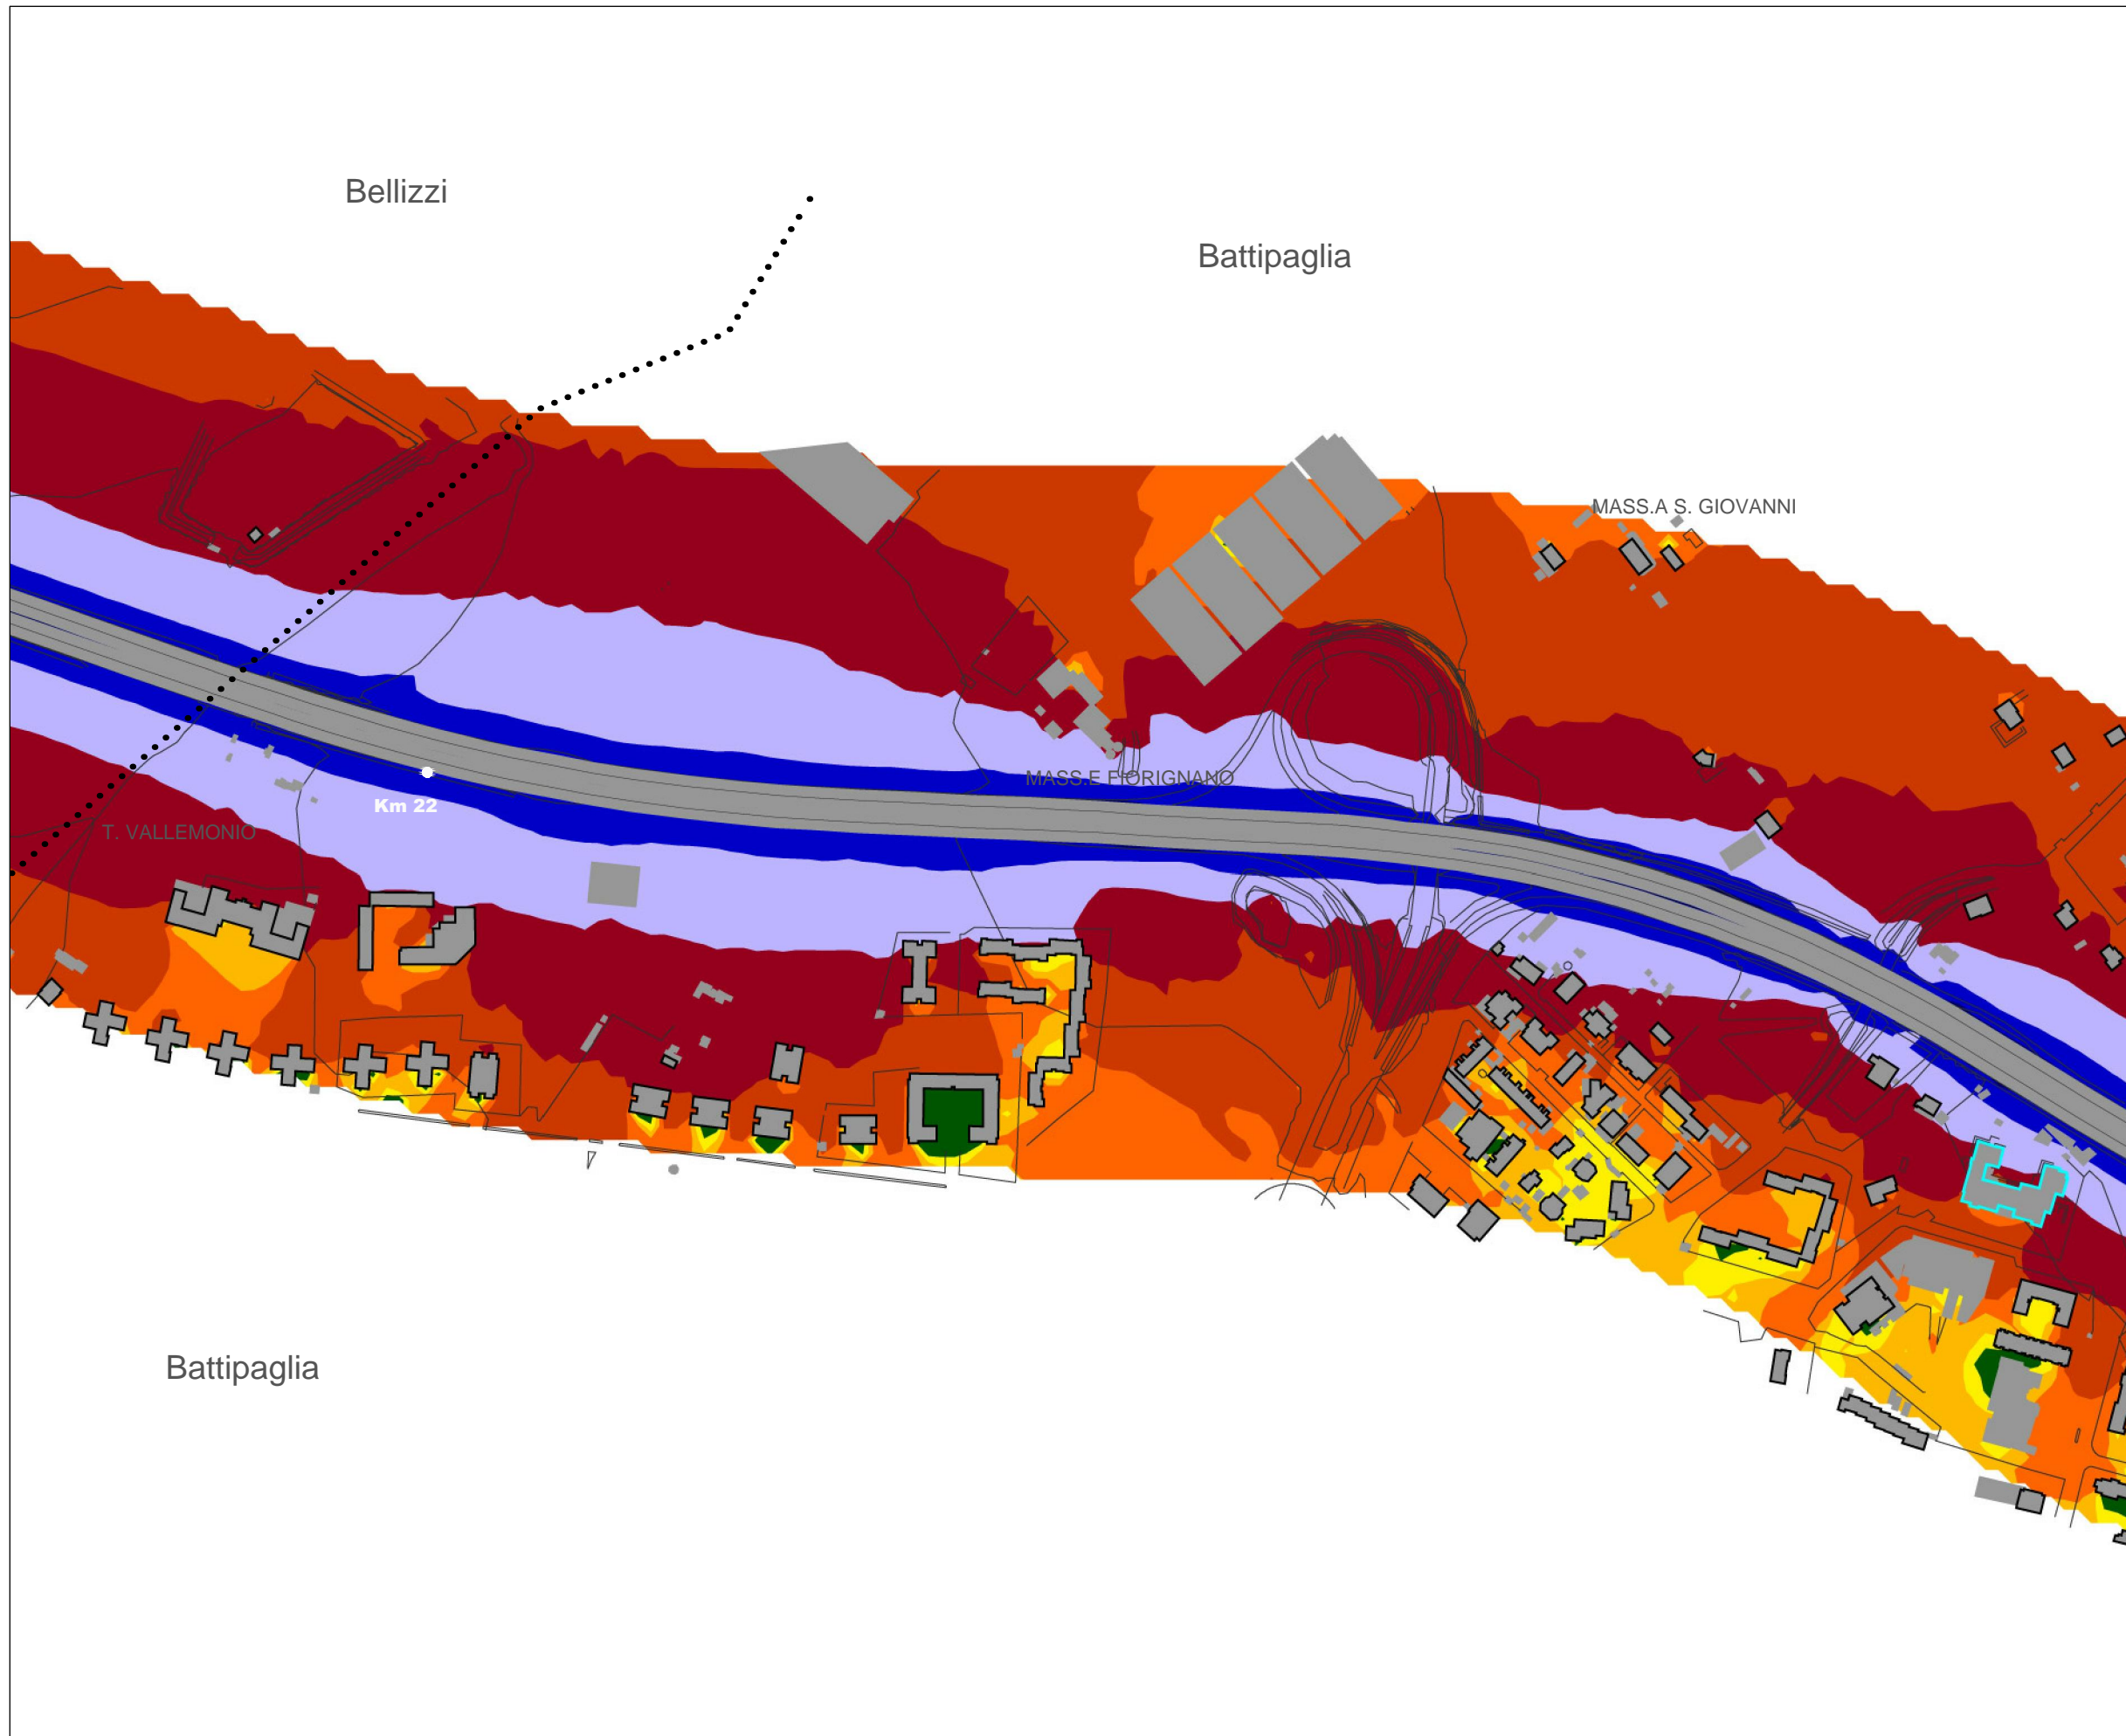 Bellizzi
Battipaglia
MASS.A S. GIOVANNI
MASS.E FIORIGNANO
Km 22
T. VALLEMONIO
Battipaglia